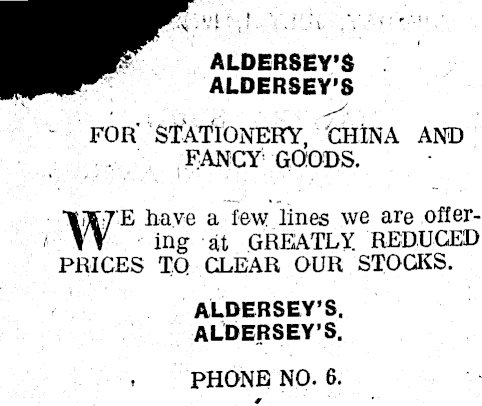 ALDERSEY'S
ALDERSEY'S
FOR STATIONERY, CHINA AND
FANCY GOODS.
WE have a few lines we are offer-
ing at GREATLY REDUCED
PRICES TO CLEAR OUR STOCKS.
ALDERSEY'S.
ALDERSEY'S.
PHONE NO. 6.